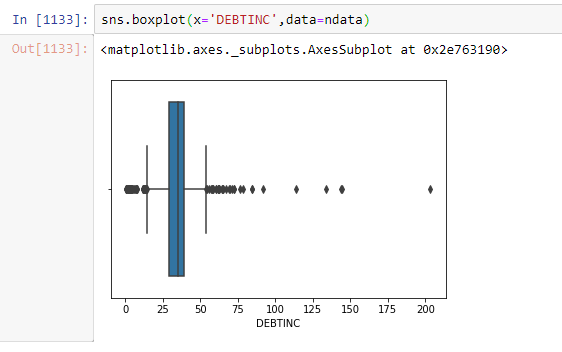 In [1133]: sns.boxplot(x='DEBTINC',data=ndata)
Out[1133]: <matplotlib.axes._subplots.AxesSubplot at 0x2e763190>
0 25 50 75 100 125 150 175 200
DEBTINC